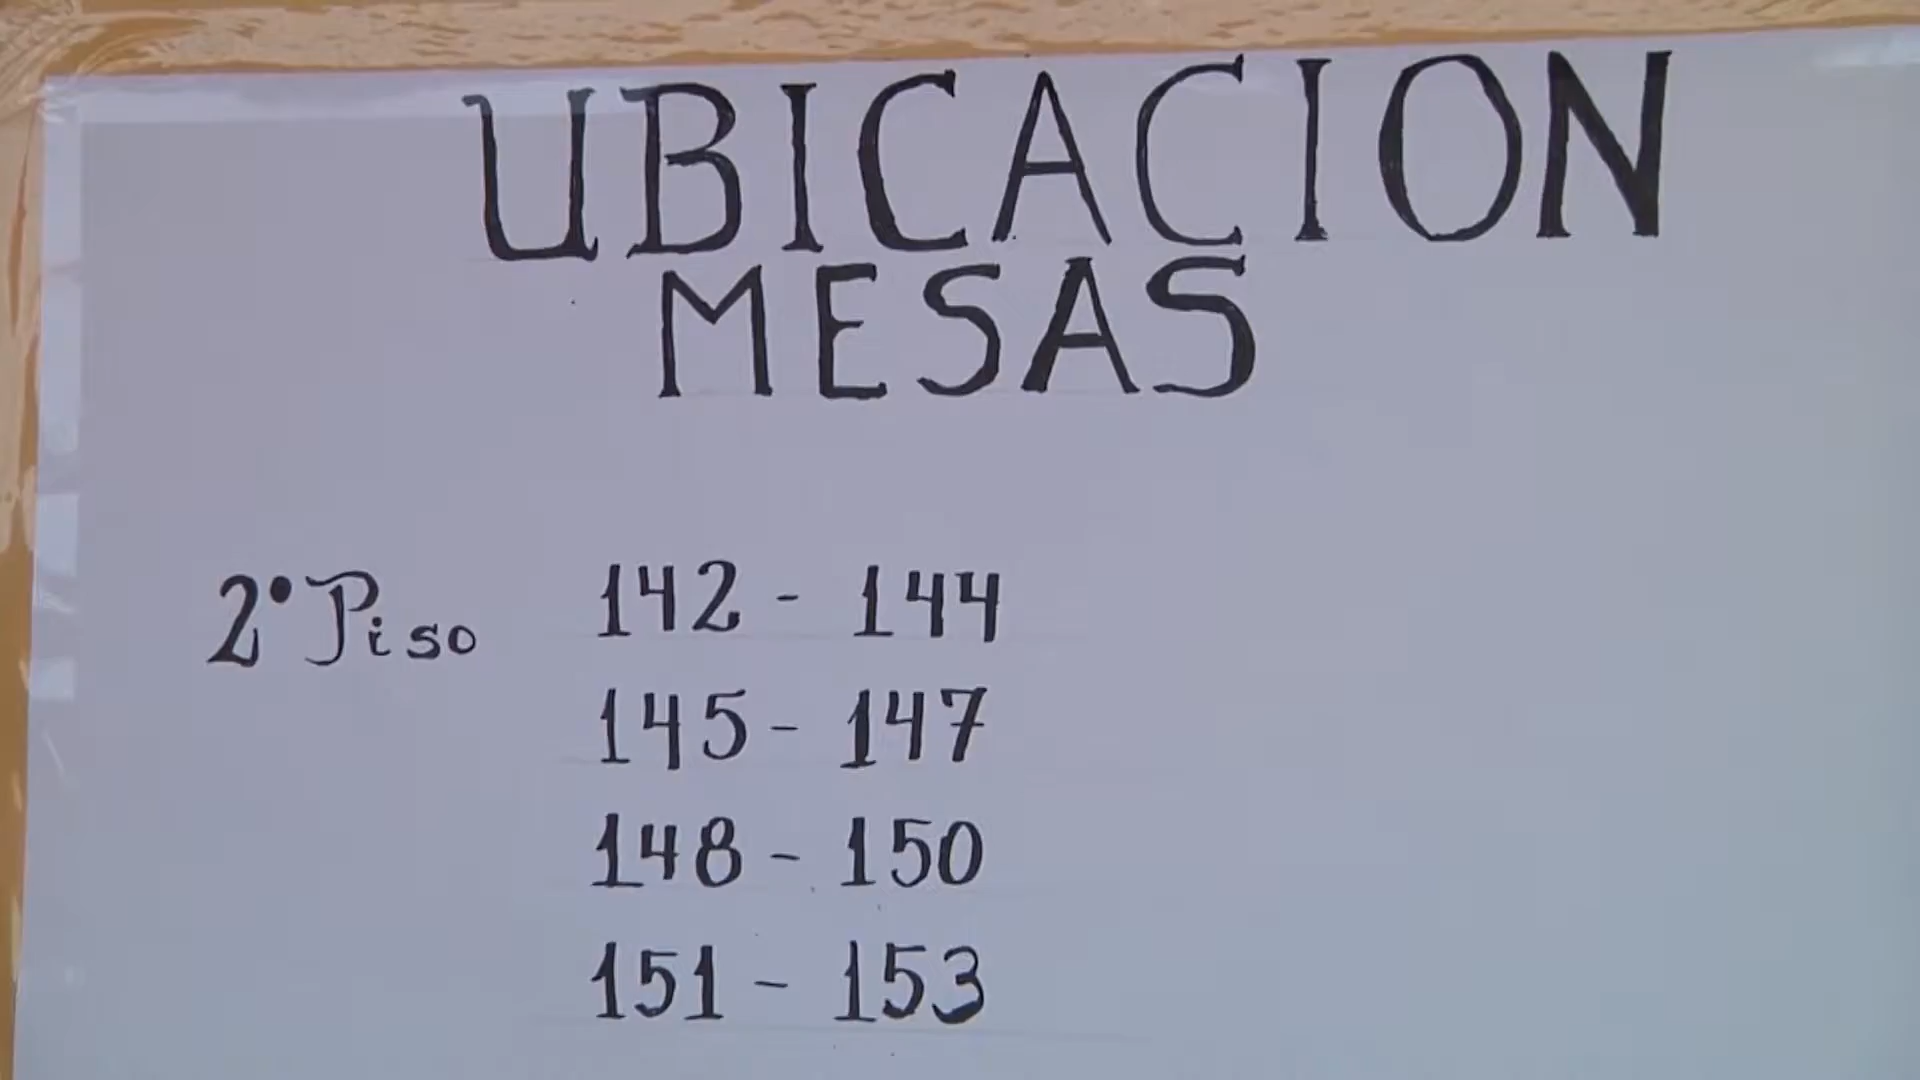 UBICACION
MESAS
2° Piso 142 - 144
145 - 147
148 - 150
151 - 153